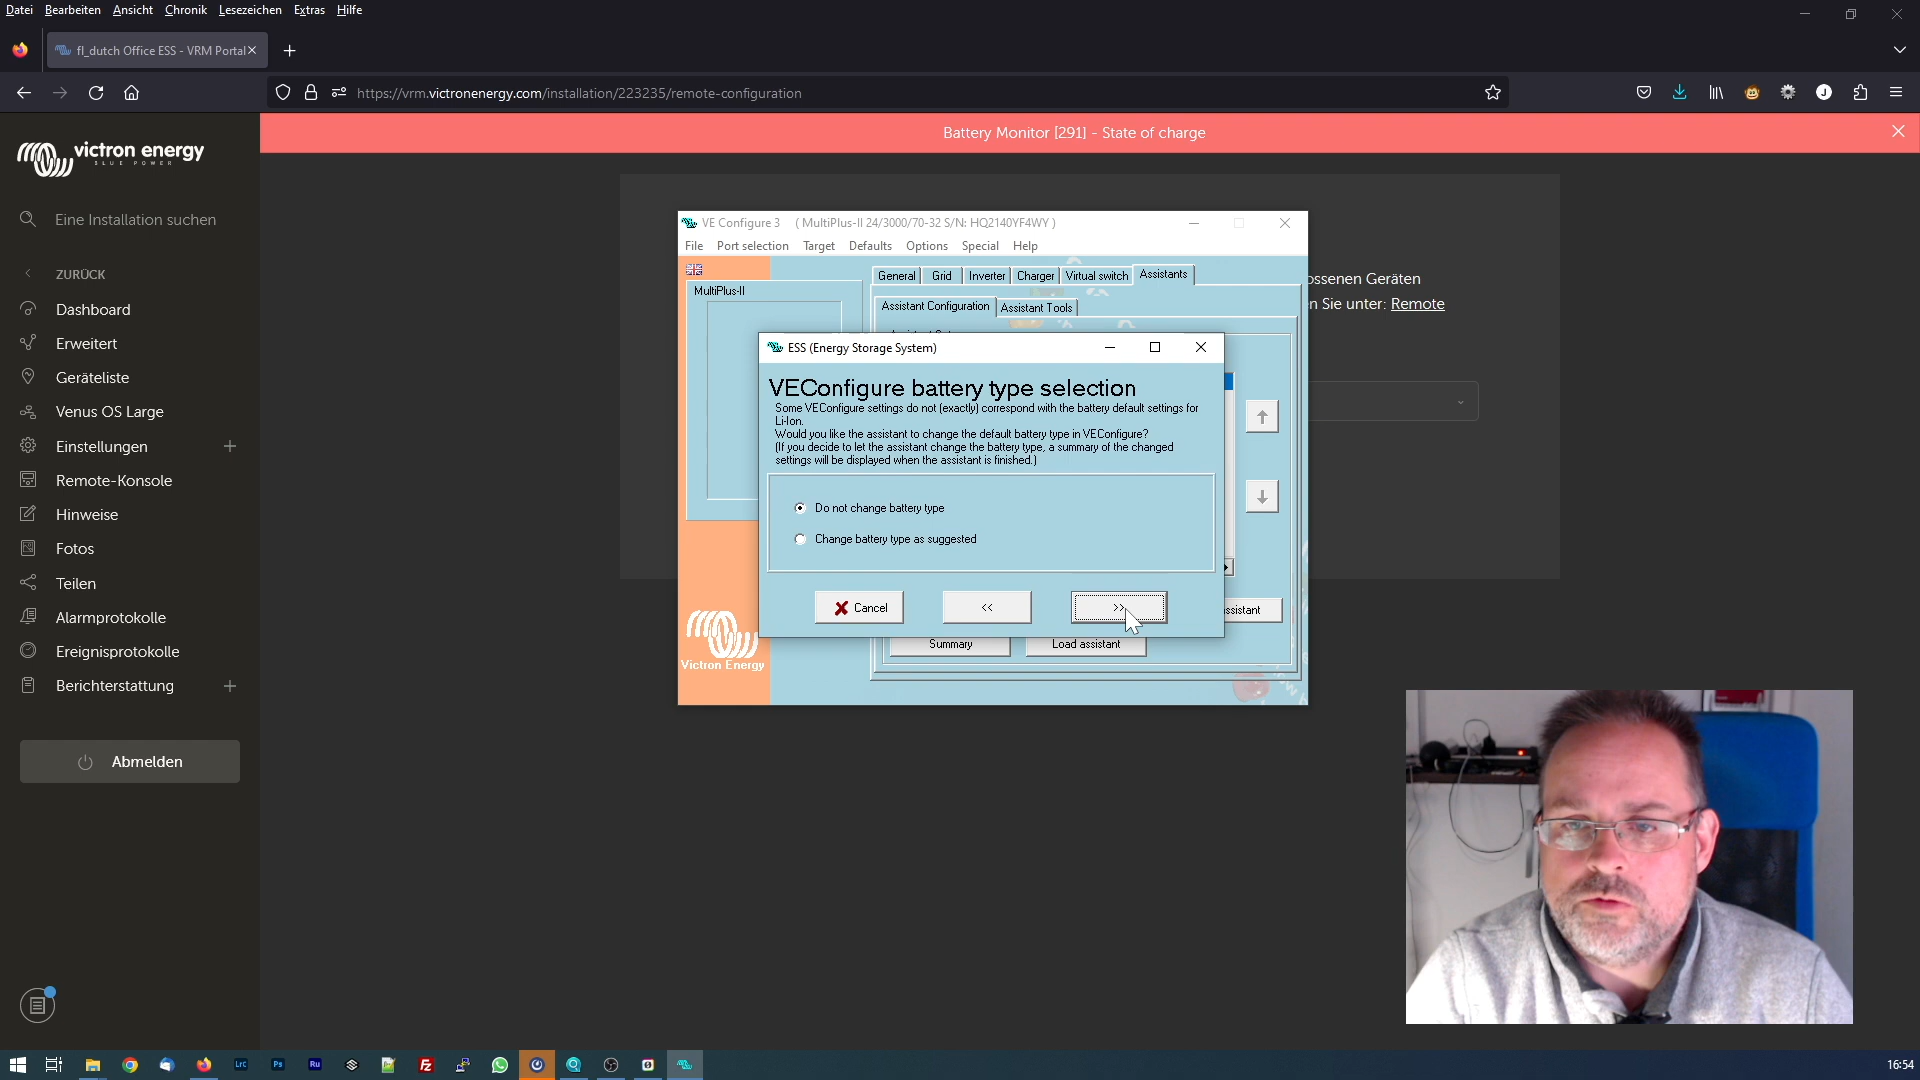 Datei Bearbeiten Ansicht Chronik Lesezeichen Extras Hilfe
fl_dutch Office ESS - VRM Portal
https://vrm.victronenergy.com/installation/223235/remote-configuration
victron energy
BLUE POWER
Battery Monitor [291] - State of charge
Eine Installation suchen
ZURÜCK
Dashboard
Erweitert
Geräteliste
Venus OS Large
Einstellungen
Remote-Konsole
Hinweise
Fotos
Teilen
Alarmprotokolle
Ereignisprotokolle
Berichterstattung
Abmelden
ossenen Geräten
n Sie unter: Remote
VE Configure 3 ( MultiPlus-II 24/3000/70-32 S/N: HQ2140YF4WY )
File Port selection Target Defaults Options Special Help
General Grid Inverter Charger Virtual switch Assistants
MultiPlus-II
Assistant Configuration Assistant Tools
ESS (Energy Storage System)
VEConfigure battery type selection
Some VEConfigure settings do not (exactly) correspond with the battery default settings for
Li-Ion.
Would you like the assistant to change the default battery type in VEConfigure?
(If you decide to let the assistant change the battery type, a summary of the changed
settings will be displayed when the assistant is finished.)
Do not change battery type
Change battery type as suggested
Cancel << >>
ssistant
Summary Load assistant
Victron Energy
LrC Ps Ru FZ
16:54